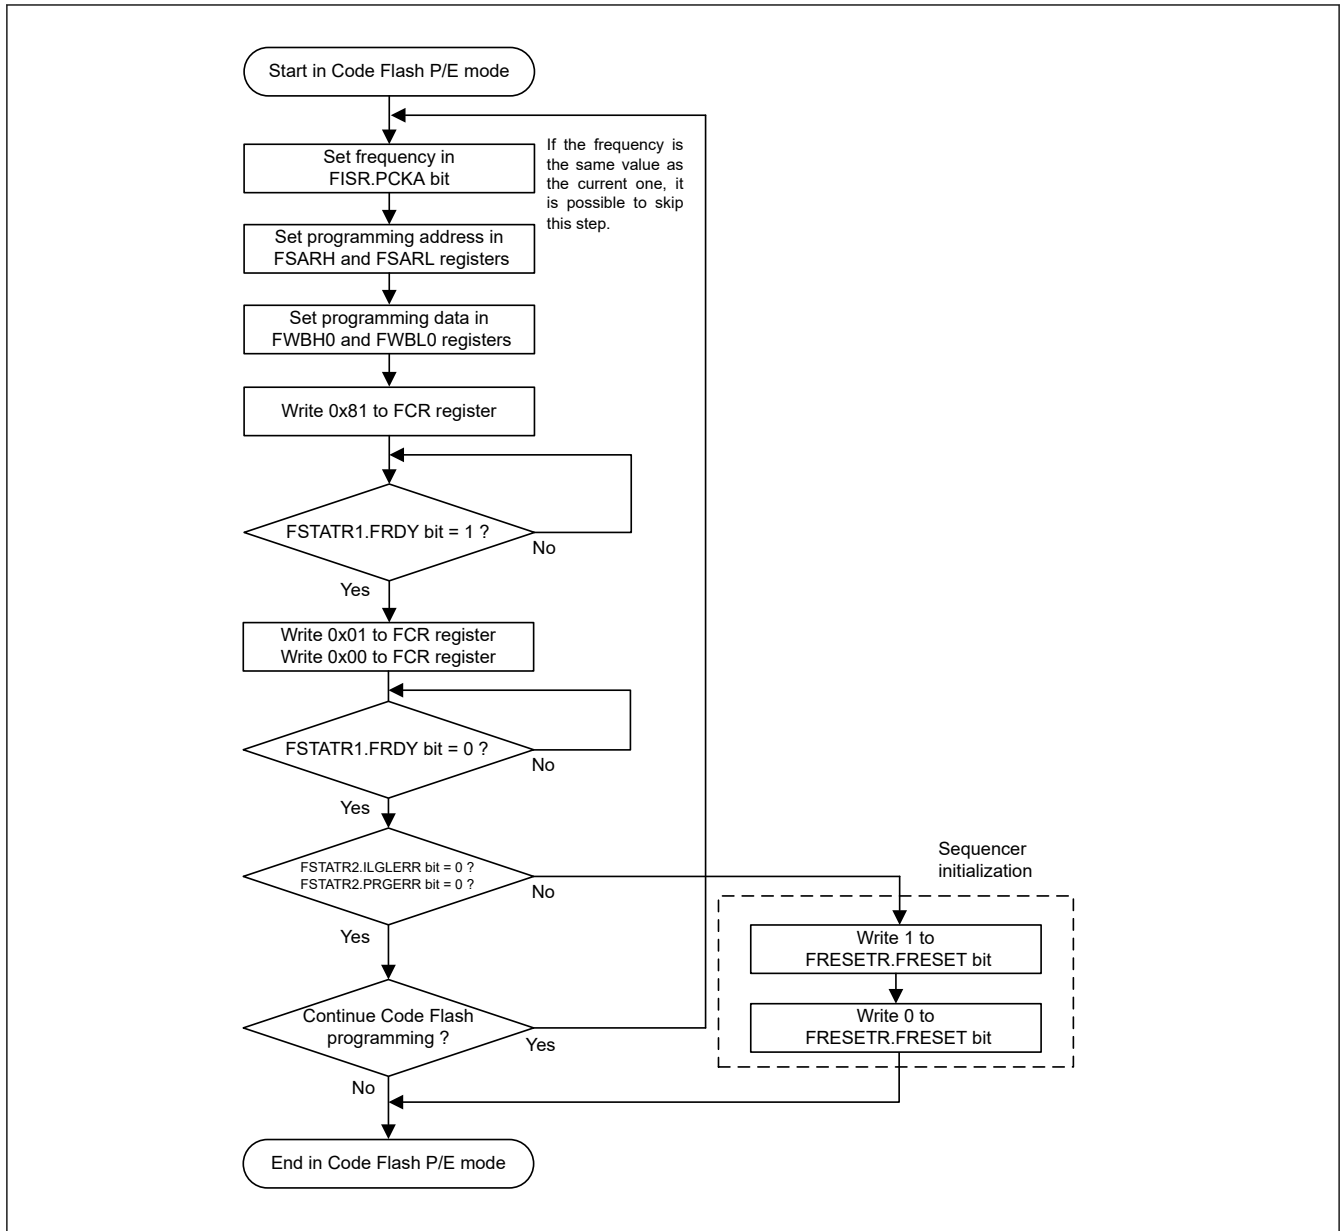 Start in Code Flash P/E mode
If the frequency is
the same value as
the current one, it
is possible to skip
this step.
Set frequency in
FISR.PCKA bit
Set programming address in
FSARH and FSARL registers
Set programming data in
FWBH0 and FWBL0 registers
Write 0x81 to FCR register
FSTATR1.FRDY bit = 1 ?
No
Yes
Write 0x01 to FCR register
Write 0x00 to FCR register
FSTATR1.FRDY bit = 0 ?
No
Yes
FSTATR2.ILGLERR bit = 0 ?
FSTATR2.PRGERR bit = 0 ?
No
Yes
Sequencer
initialization
Write 1 to
FRESETR.FRESET bit
Write 0 to
FRESETR.FRESET bit
Continue Code Flash
programming ?
Yes
No
End in Code Flash P/E mode